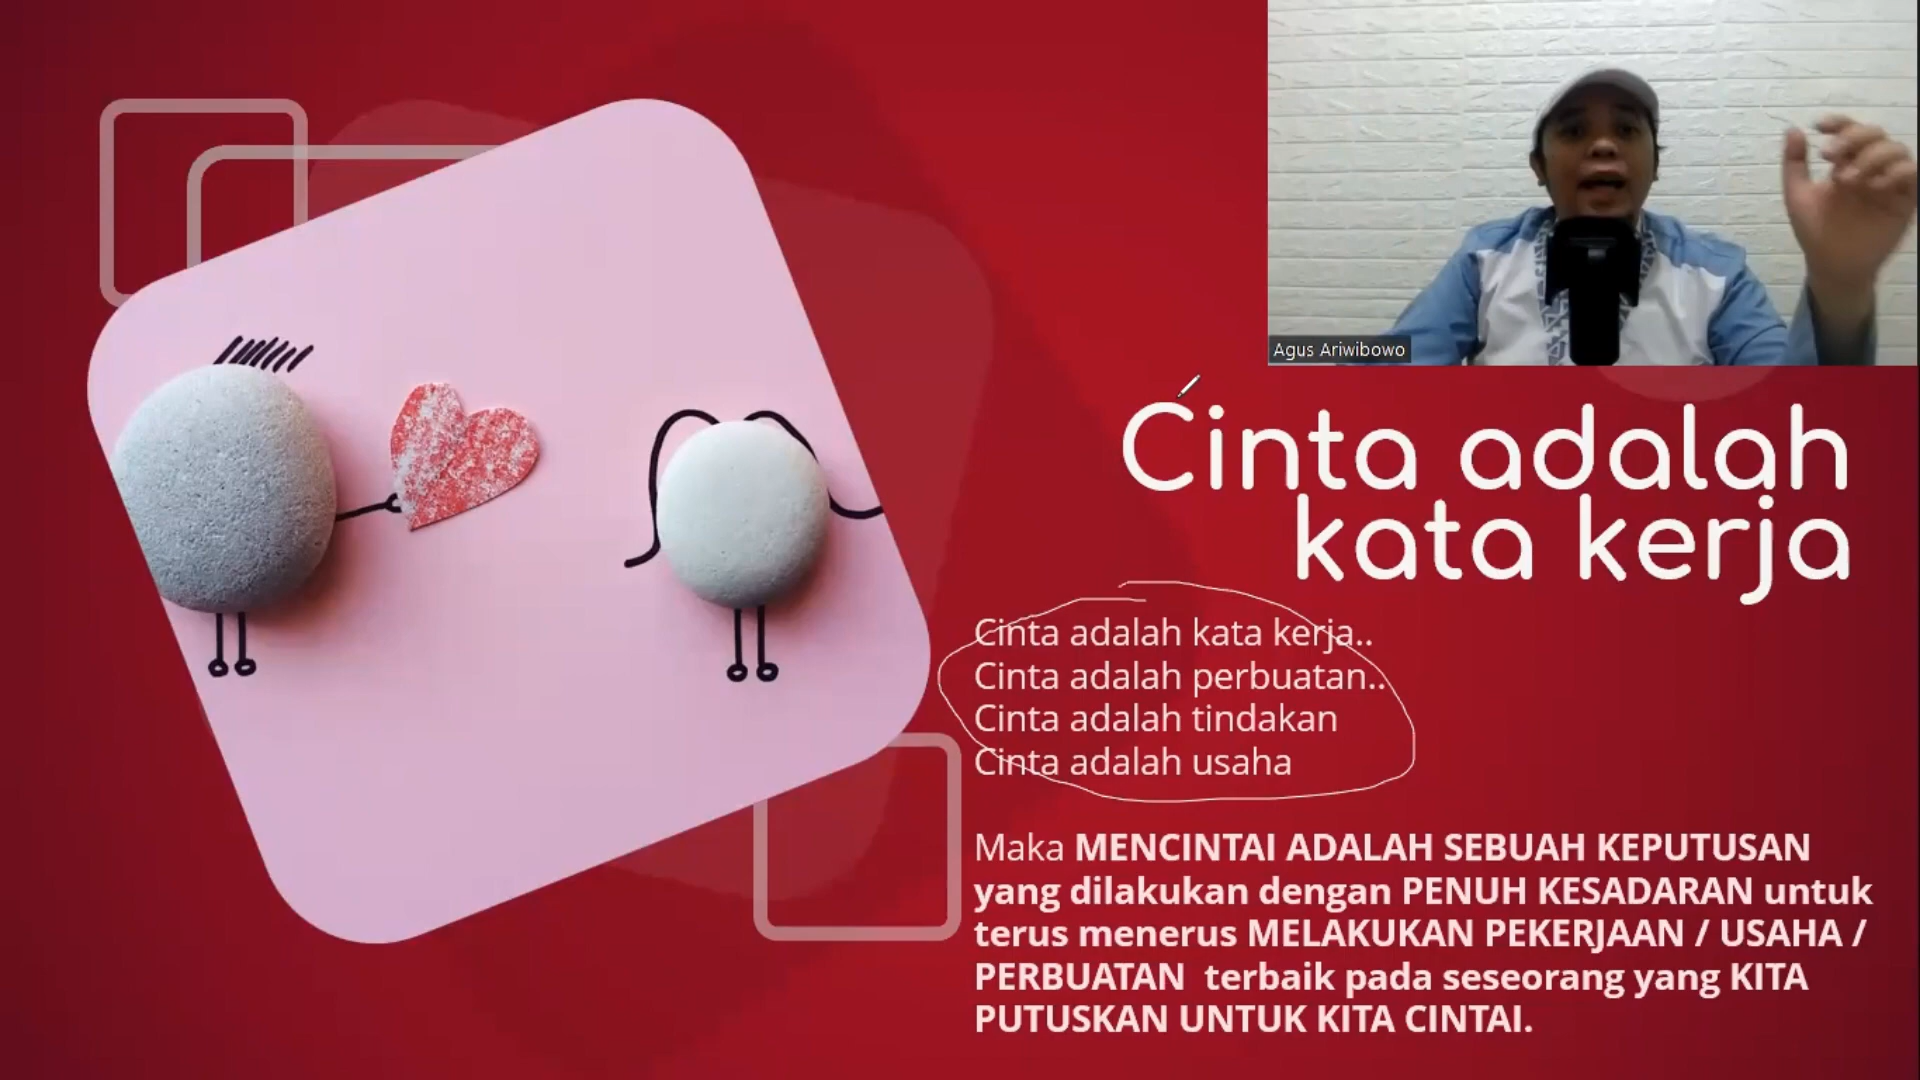 Agus Ariwibowo
Cinta adalah
kata kerja
Cinta adalah kata kerja..
Cinta adalah perbuatan..
Cinta adalah tindakan
Cinta adalah usaha
Maka MENCINTAI ADALAH SEBUAH KEPUTUSAN
yang dilakukan dengan PENUH KESADARAN untuk
terus menerus MELAKUKAN PEKERJAAN / USAHA /
PERBUATAN terbaik pada seseorang yang KITA
PUTUSKAN UNTUK KITA CINTAI.